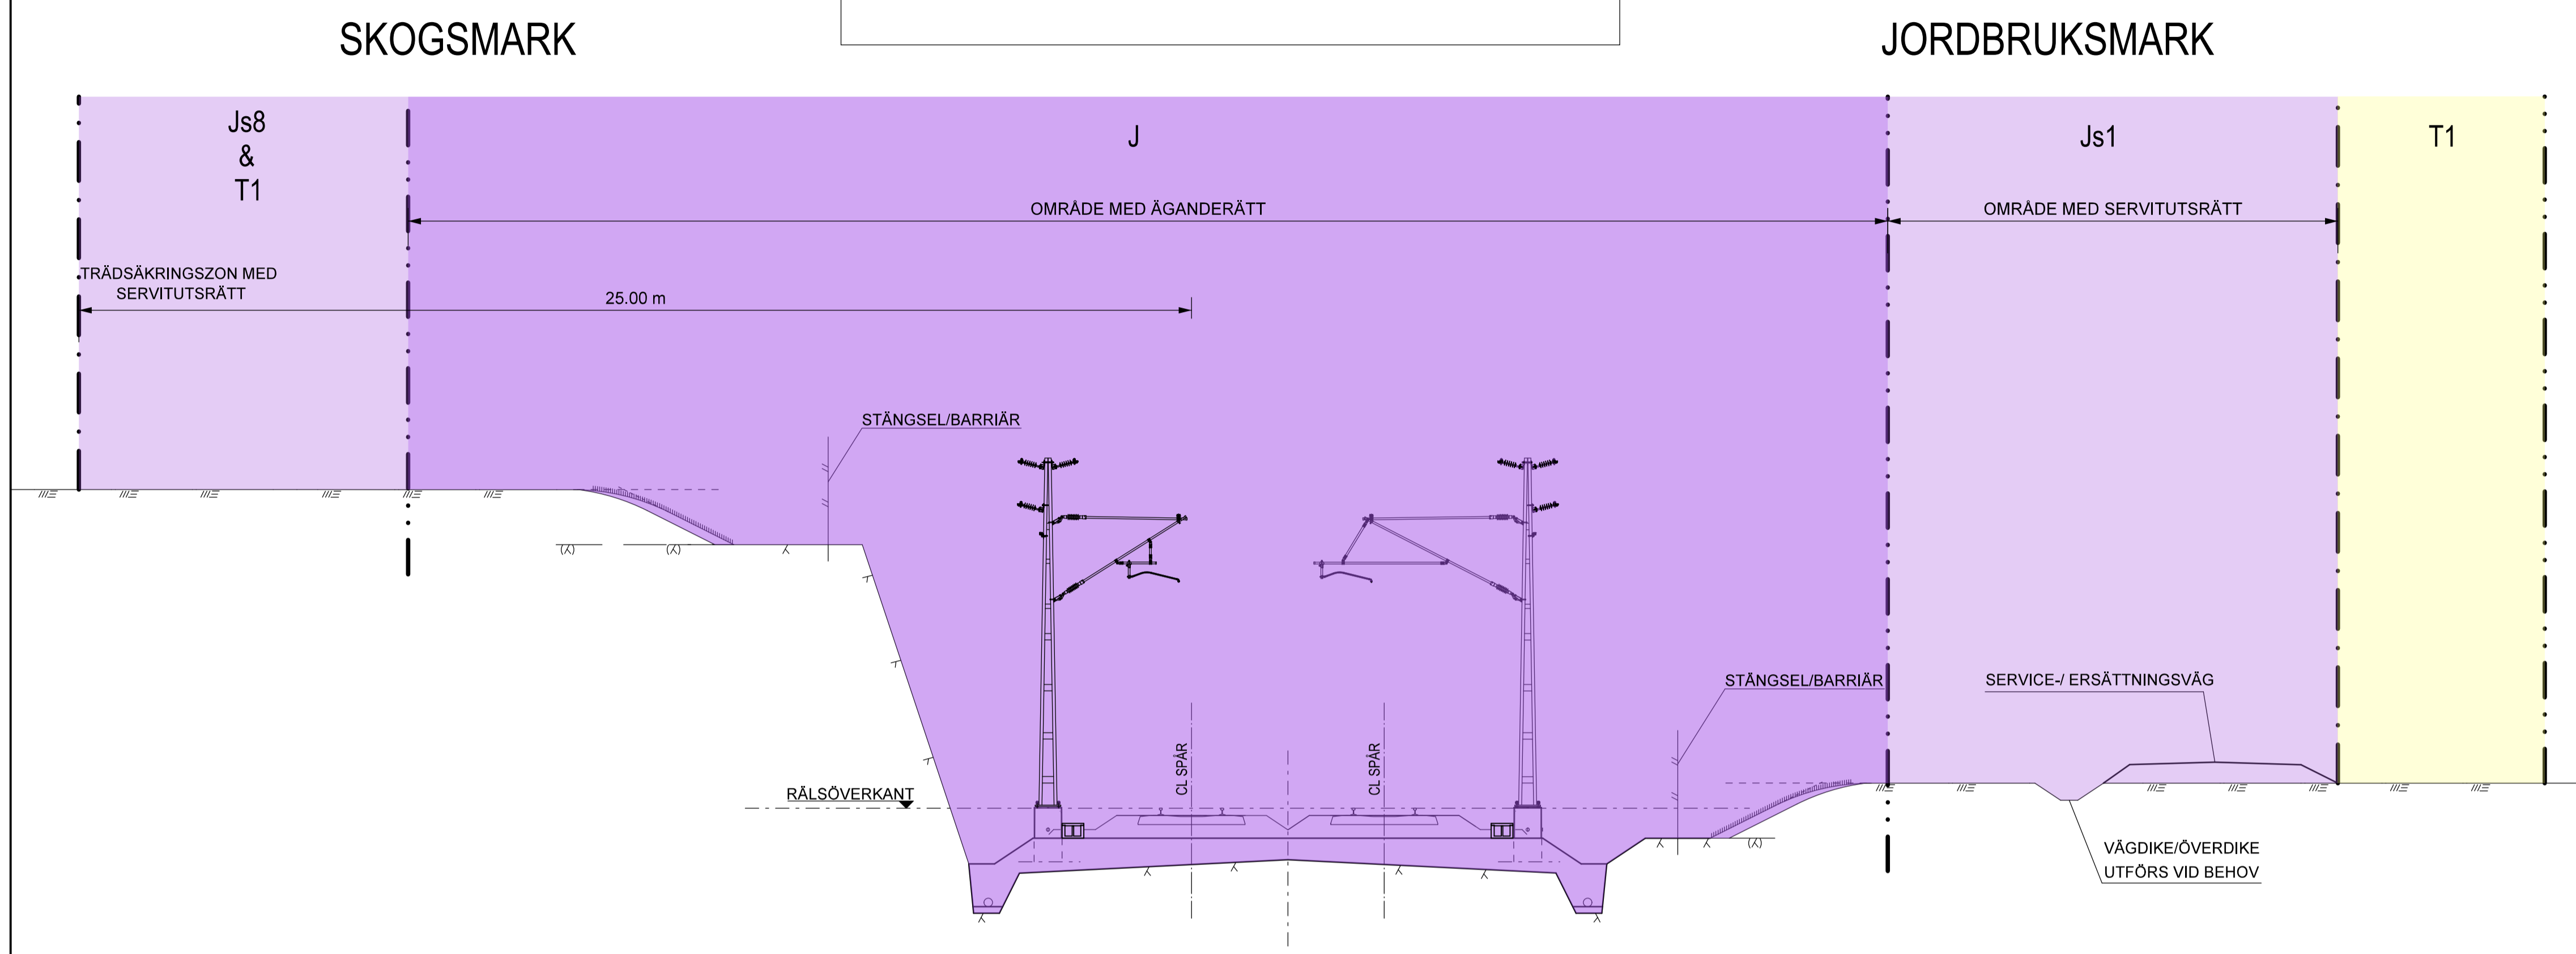 SKOGSMARK
JORDBRUKSMARK
Js8
&
T1
J
Js1
T1
OMRÅDE MED ÄGANDERÄTT
OMRÅDE MED SERVITUTSRÄTT
TRÄDSÄKRINGSZON MED
SERVITUTSRÄTT
25.00 m
STÄNGSEL/BARRIÄR
STÄNGSEL/BARRIÄR
SERVICE-/ ERSÄTTNINGSVÄG
CL SPÅR
CL SPÅR
RÄLSÖVERKANT
VÄGDIKE/ÖVERDIKE
UTFÖRS VID BEHOV